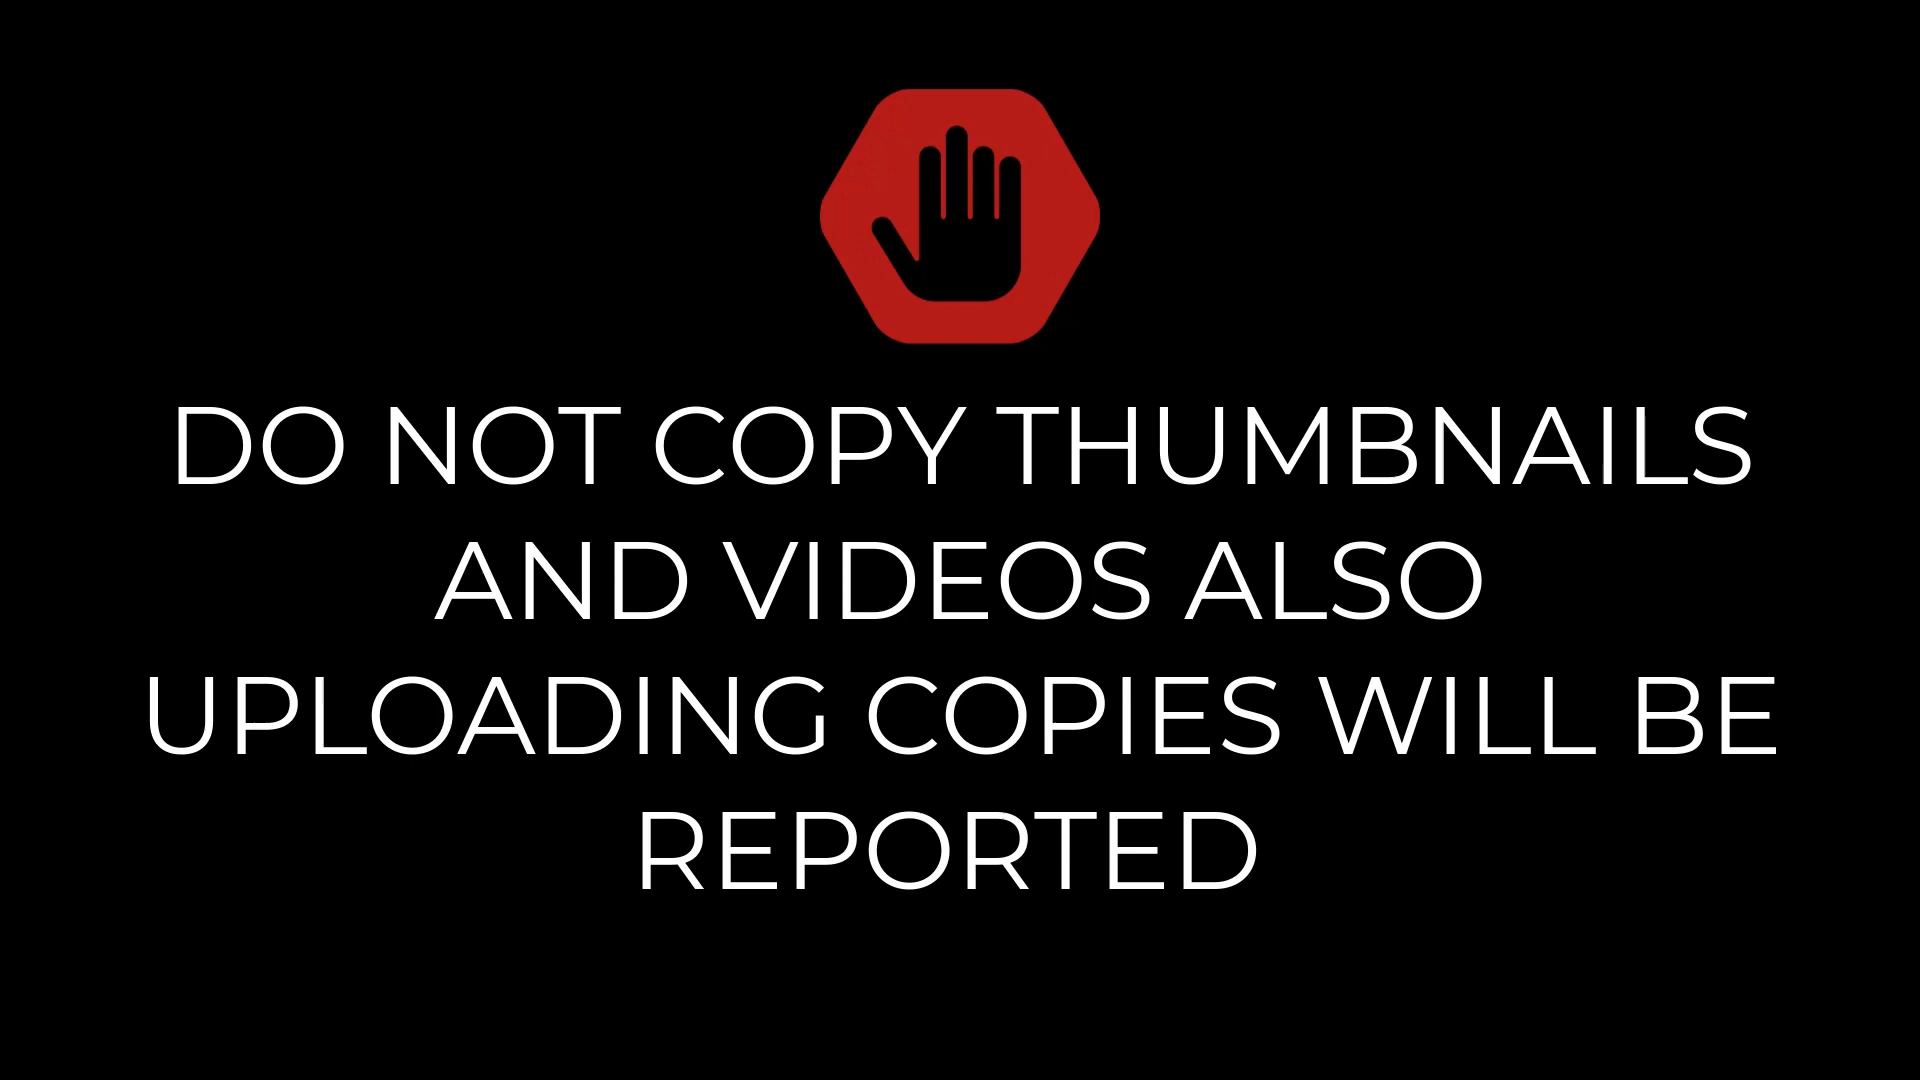 DO NOT COPY THUMBNAILS
AND VIDEOS ALSO
UPLOADING COPIES WILL BE
REPORTED